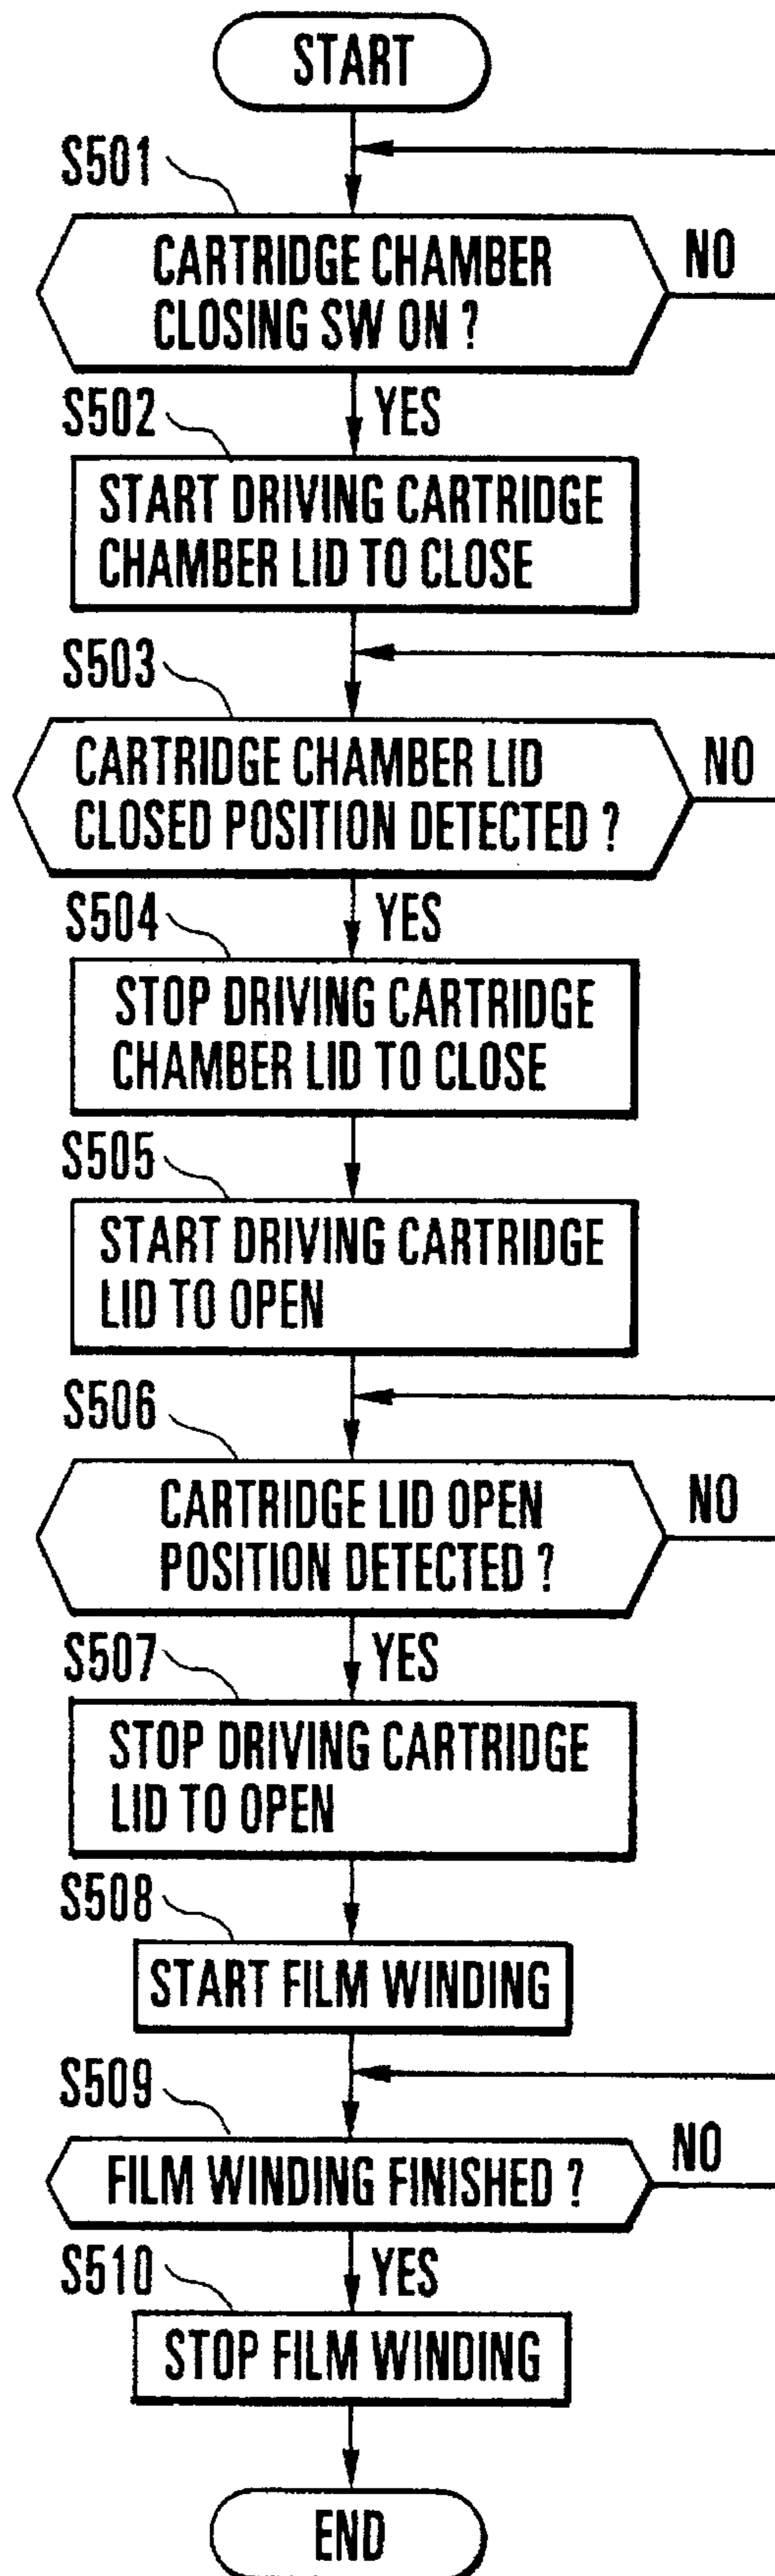 START
S501
CARTRIDGE CHAMBER
CLOSING SW ON ?
NO
YES
S502
START DRIVING CARTRIDGE
CHAMBER LID TO CLOSE
S503
CARTRIDGE CHAMBER LID
CLOSED POSITION DETECTED ?
NO
YES
S504
STOP DRIVING CARTRIDGE
CHAMBER LID TO CLOSE
S505
START DRIVING CARTRIDGE
LID TO OPEN
S506
CARTRIDGE LID OPEN
POSITION DETECTED ?
NO
YES
S507
STOP DRIVING CARTRIDGE
LID TO OPEN
S508
START FILM WINDING
S509
FILM WINDING FINISHED ?
NO
YES
S510
STOP FILM WINDING
END